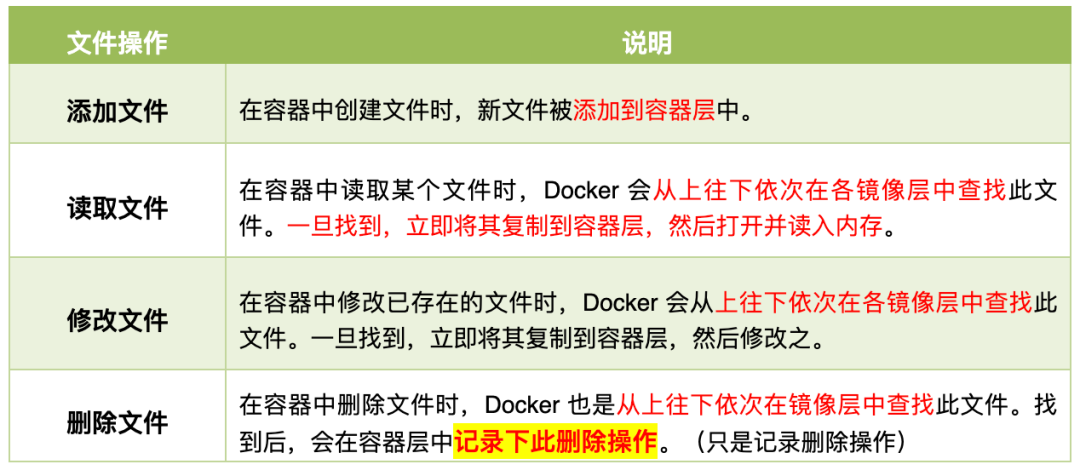 文件操作
说明
添加文件
在容器中创建文件时，新文件被添加到容器层中。
读取文件
在容器中读取某个文件时，Docker 会从上往下依次在各镜像层中查找此文
件。一旦找到，立即将其复制到容器层，然后打开并读入内存。
修改文件
在容器中修改已存在的文件时，Docker 会从上往下依次在各镜像层中查找此
文件。一旦找到，立即将其复制到容器层，然后修改之。
删除文件
在容器中删除文件时，Docker 也是从上往下依次在镜像层中查找此文件。找
到后，会在容器层中记录下此删除操作。（只是记录删除操作）